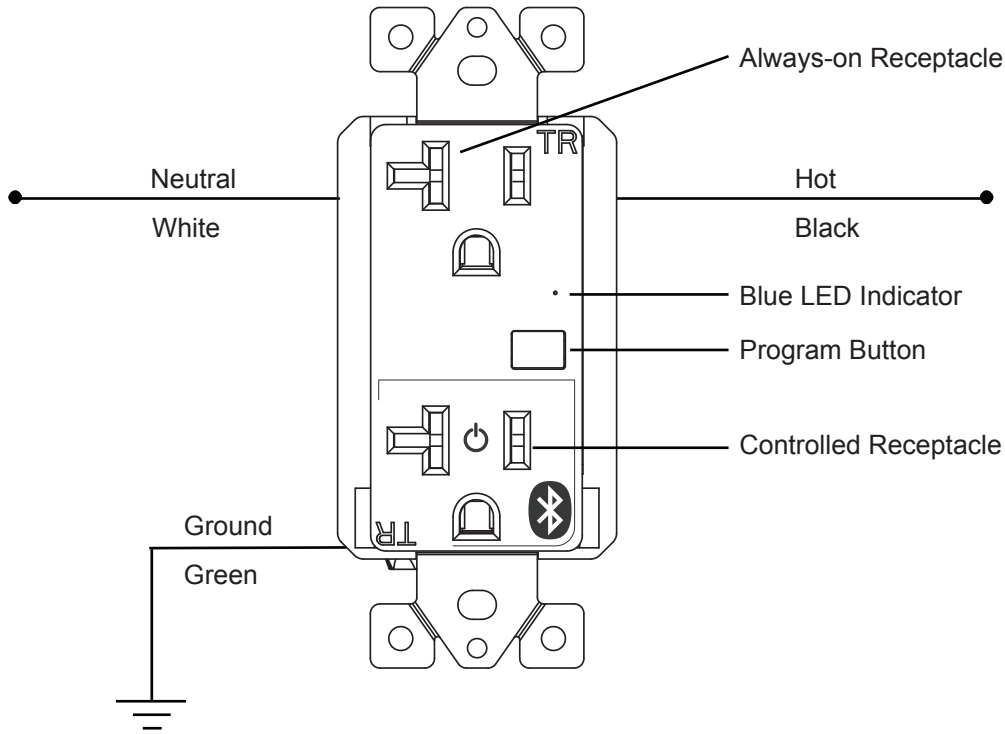 Always-on Receptacle
TR
Neutral
White
Hot
Black
Blue LED Indicator
Program Button
Controlled Receptacle
TR
Ground
Green